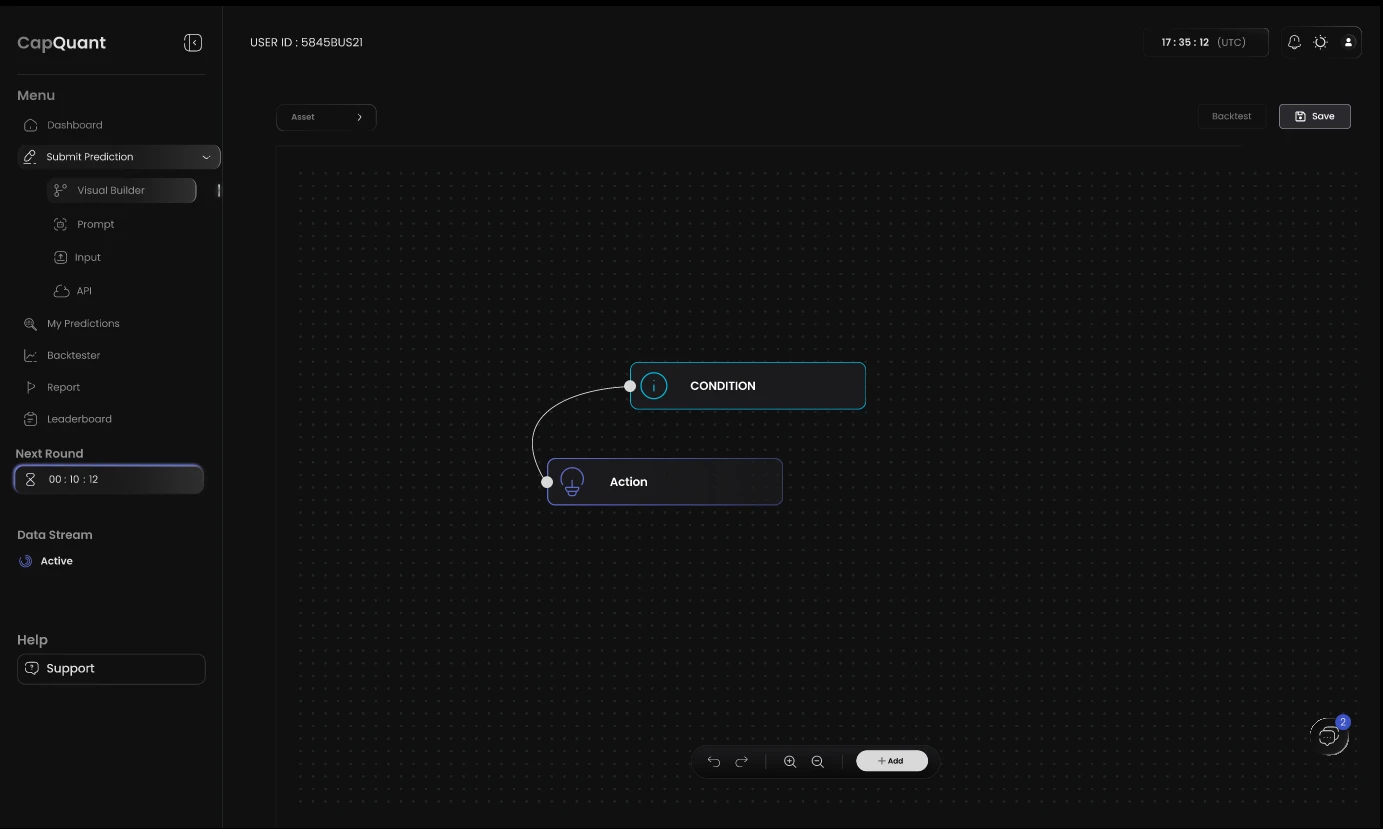 CapQuant
USER ID : 5845BUS21
17 : 35 : 12 (UTC)
Menu
Dashboard
Submit Prediction
Visual Builder
Prompt
Input
API
My Predictions
Backtester
Report
Leaderboard
Next Round
00 : 10 : 12
Data Stream
Active
Help
Support
Asset
Backtest
Save
CONDITION
Action
+ Add
2